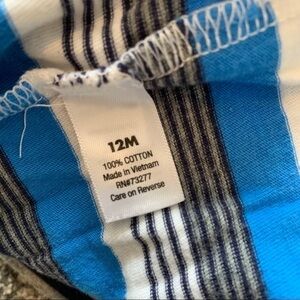 12M
100% COTTON
Made in Vietnam
RN#73277
Care on Reverse